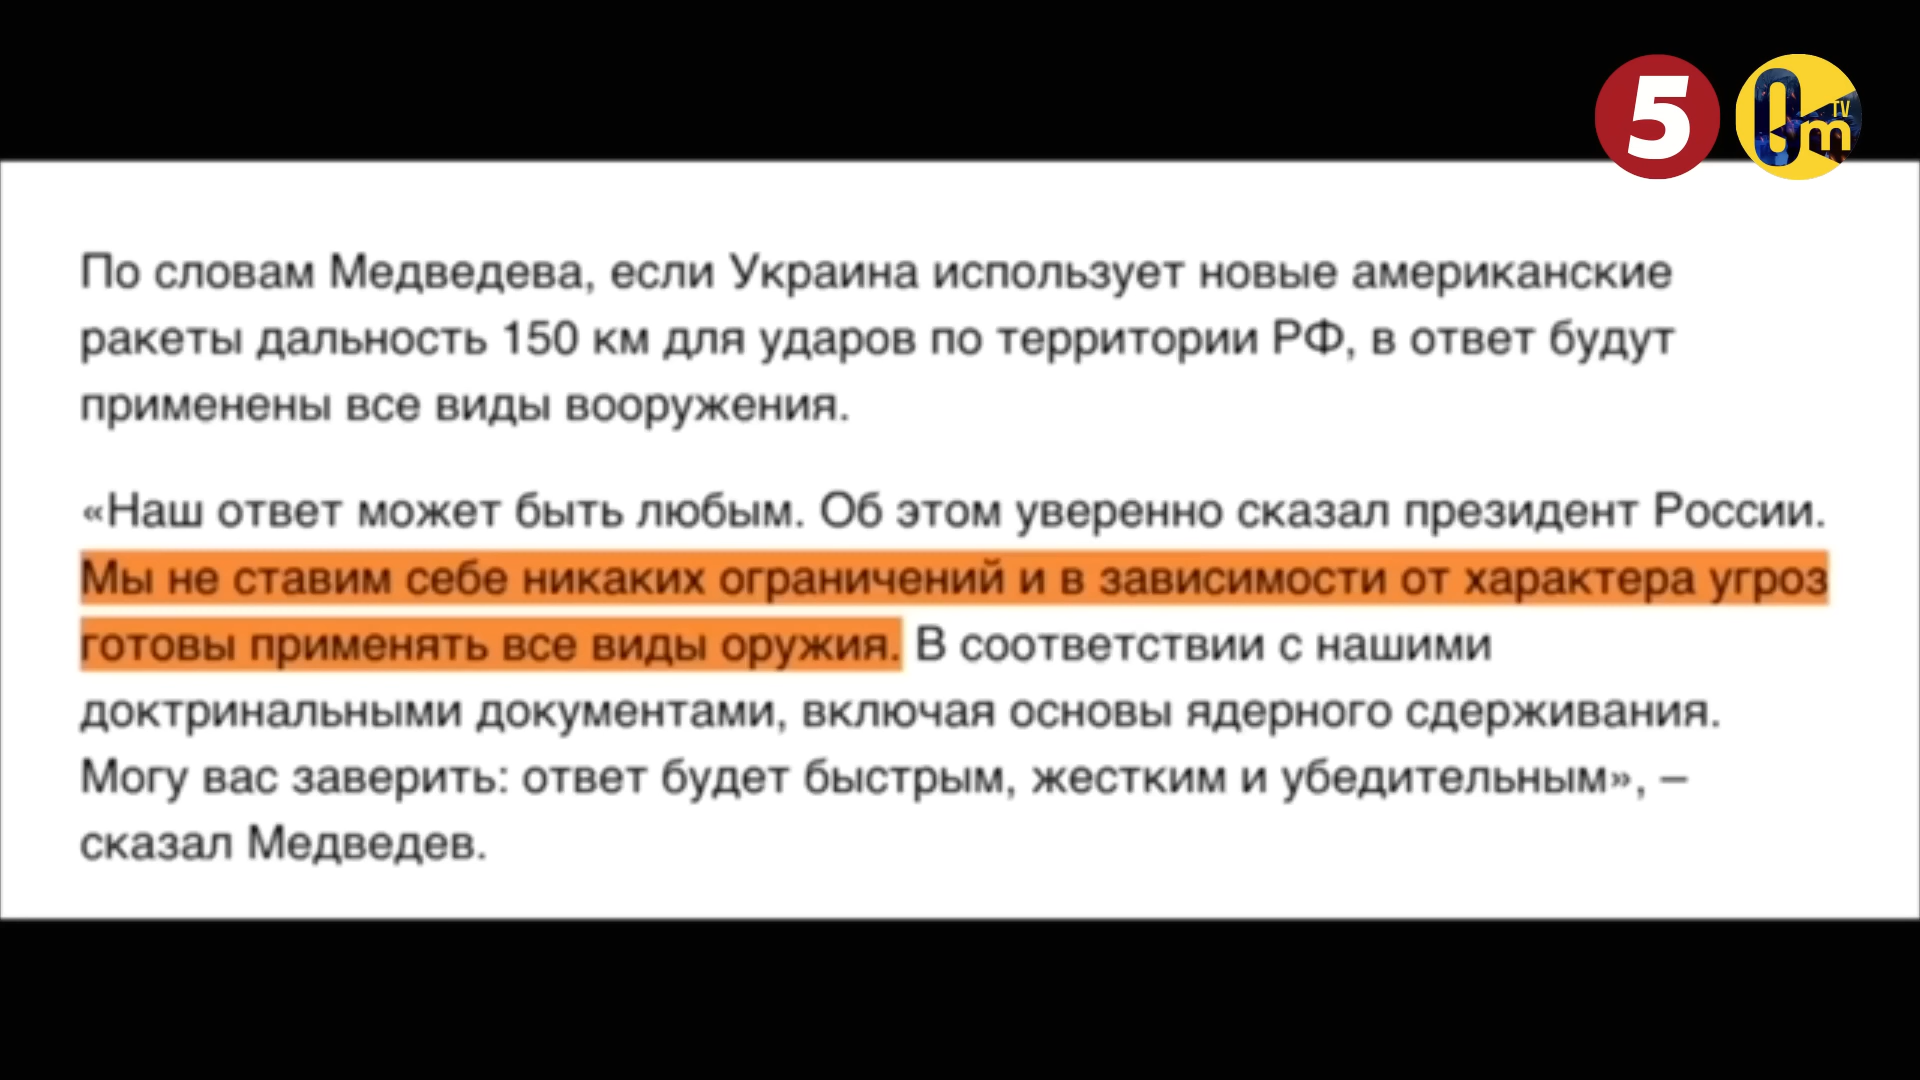 5
TV
m
По словам Медведева, если Украина использует новые американские
ракеты дальность 150 км для ударов по территории РФ, в ответ будут
применены все виды вооружения.
«Наш ответ может быть любым. Об этом уверенно сказал президент России.
Мы не ставим себе никаких ограничений и в зависимости от характера угроз
готовы применять все виды оружия. В соответствии с нашими
доктринальными документами, включая основы ядерного сдерживания.
Могу вас заверить: ответ будет быстрым, жестким и убедительным», –
сказал Медведев.